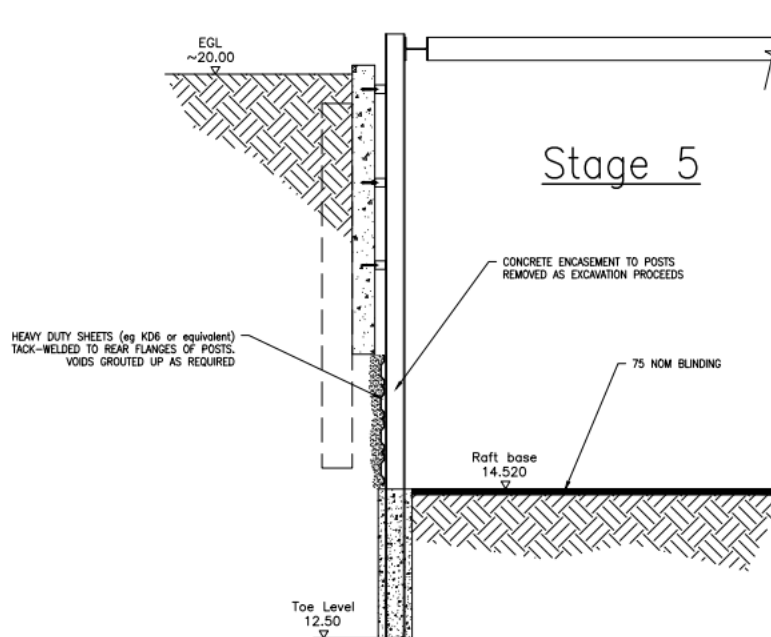 EGL
~20.00
Stage 5
CONCRETE ENCASEMENT TO POSTS
REMOVED AS EXCAVATION PROCEEDS
HEAVY DUTY SHEETS (eg KD6 or equivalent)
TACK-WELDED TO REAR FLANGES OF POSTS.
VOIDS GROUTED UP AS REQUIRED
75 NOM BLINDING
Raft base
14.520
Toe Level
12.50